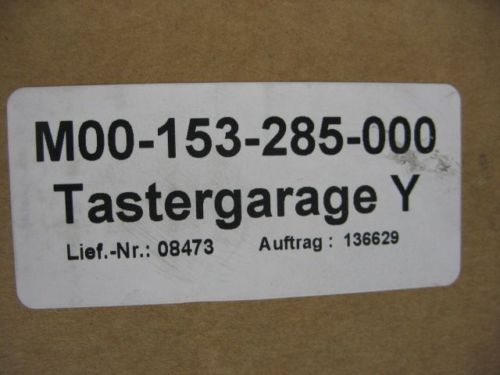 M00-153-285-000
Tastergarage Y
Lief.-Nr.: 08473 Auftrag : 136629